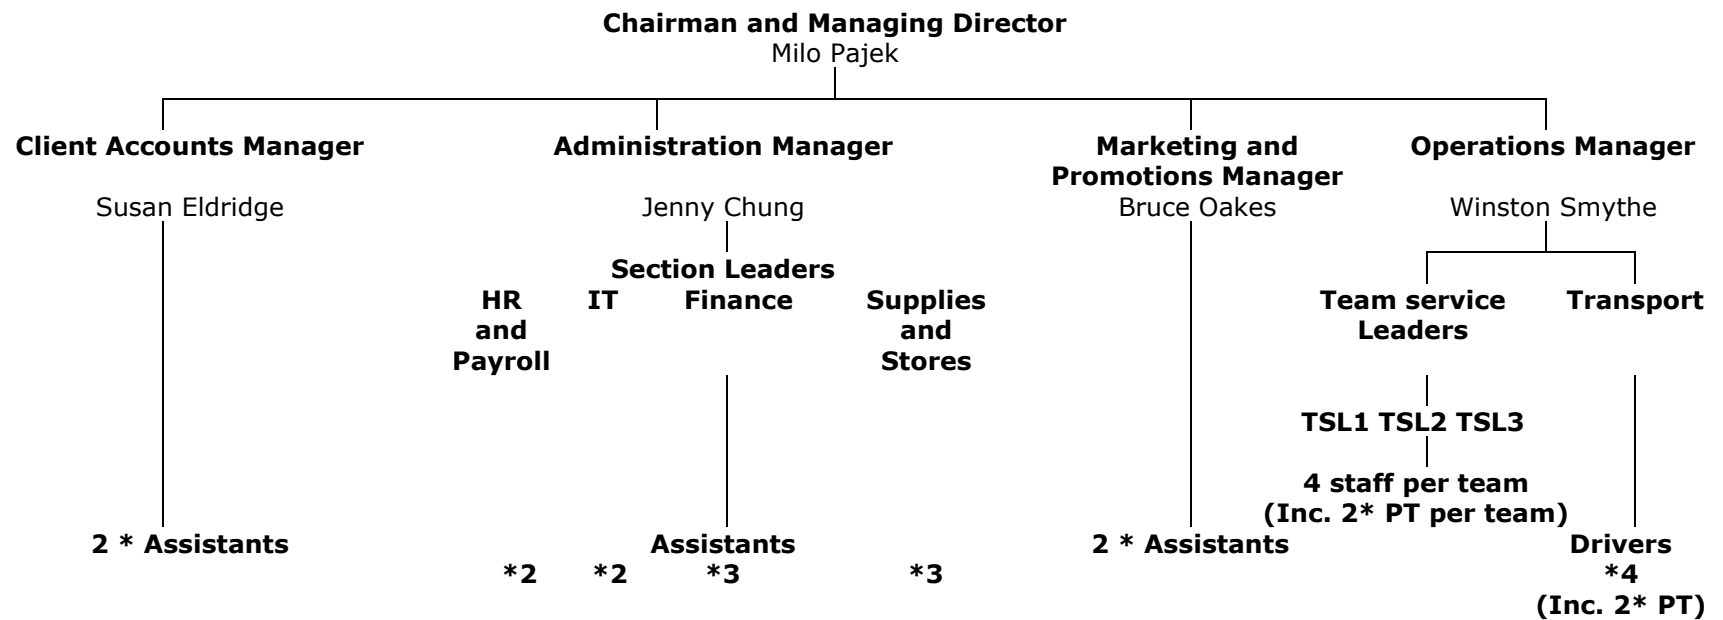 Chairman and Managing Director
Milo Pajek
Client Accounts Manager Administration Manager Marketing and Operations Manager
Promotions Manager
Susan Eldridge Jenny Chung Bruce Oakes Winston Smythe
Section Leaders
HR IT Finance Supplies Team service Transport
and and Leaders
Payroll Stores
TSL1 TSL2 TSL3
4 staff per team
(Inc. 2* PT per team)
2 * Assistants Assistants 2 * Assistants Drivers
*2 *2 *3 *3 *4
(Inc. 2* PT)